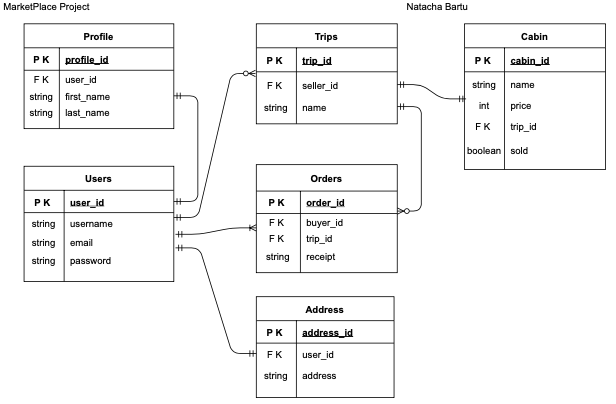 MarketPlace Project
Natacha Bartu
Profile
P K profile_id
F K user_id
string first_name
string last_name
Trips
P K trip_id
F K seller_id
string name
Cabin
P K cabin_id
string name
int price
F K trip_id
boolean sold
Users
P K user_id
string username
string email
string password
Orders
P K order_id
F K buyer_id
F K trip_id
string receipt
Address
P K address_id
F K user_id
string address